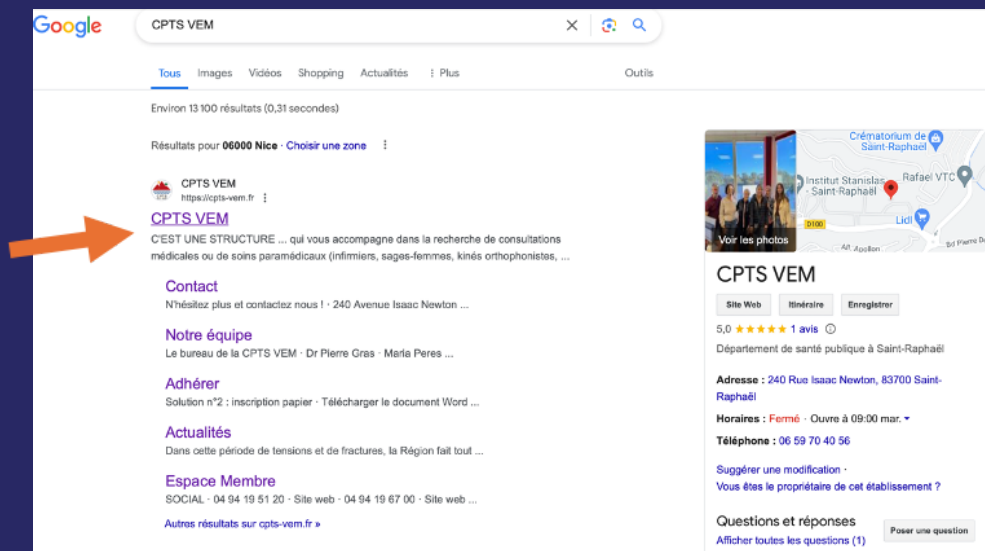 Google
CPTS VEM
Tous Images Vidéos Shopping Actualités Plus Outils
Environ 13 100 résultats (0,31 secondes)
Résultats pour 06000 Nice · Choisir une zone
CPTS VEM
https://cpts-vem.fr
CPTS VEM
C'EST UNE STRUCTURE ... qui vous accompagne dans la recherche de consultations
médicales ou de soins paramédicaux (infirmiers, sages-femmes, kinés orthophonistes, ...
Contact
N'hésitez plus et contactez nous ! · 240 Avenue Isaac Newton ...
Notre équipe
Le bureau de la CPTS VEM · Dr Pierre Gras · Maria Peres ...
Adhérer
Solution n°2 : inscription papier · Télécharger le document Word ...
Actualités
Dans cette période de tensions et de fractures, la Région fait tout ...
Espace Membre
SOCIAL · 04 94 19 51 20 · Site web · 04 94 19 67 00 · Site web ...
Autres résultats sur cpts-vem.fr »
Voir les photos
Crématorium de
Saint-Raphaël
Institut Stanislas
- Saint-Raphaël
Rafael VTC
D100
Lidl
All. Apollon
Bd Pierre De
CPTS VEM
Site Web Itinéraire Enregistrer
5,0 1 avis
Département de santé publique à Saint-Raphaël
Adresse : 240 Rue Isaac Newton, 83700 Saint-
Raphaël
Horaires : Fermé · Ouvre à 09:00 mar.
Téléphone : 06 59 70 40 56
Suggérer une modification ·
Vous êtes le propriétaire de cet établissement ?
Questions et réponses
Poser une question
Afficher toutes les questions (1)